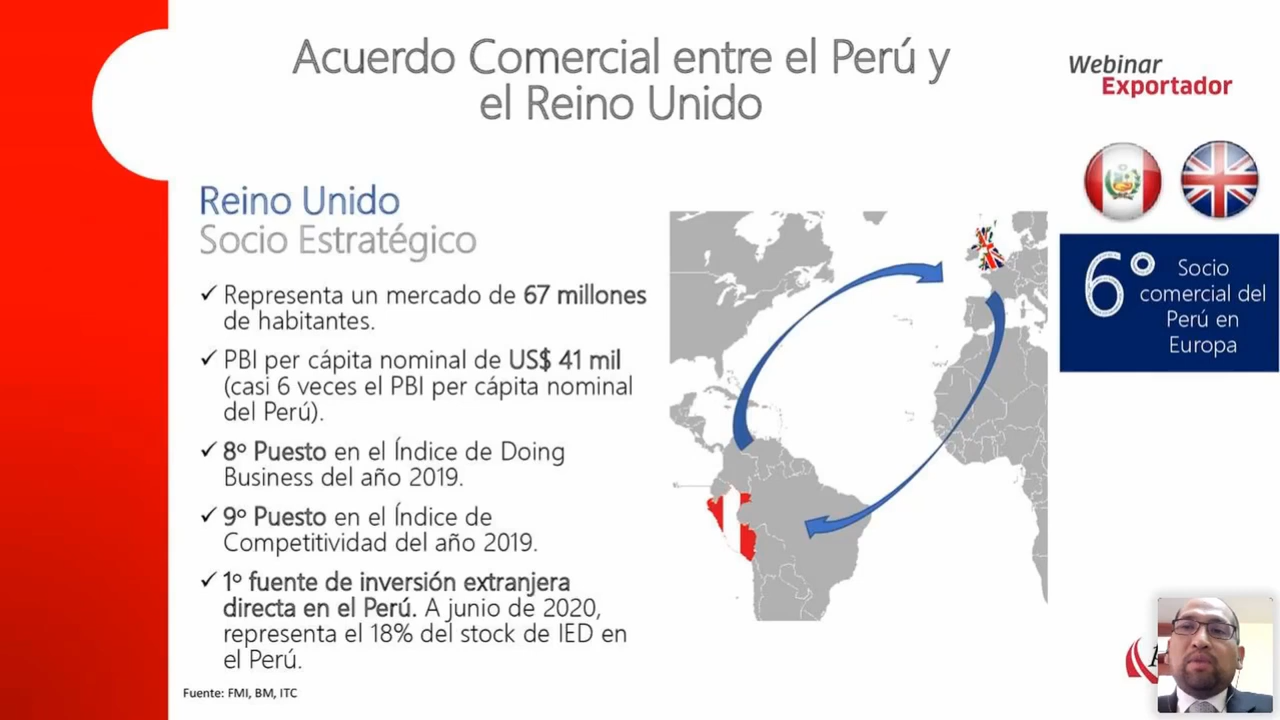 Acuerdo Comercial entre el Perú y
el Reino Unido
Webinar
Exportador
Reino Unido
Socio Estratégico
✓ Representa un mercado de 67 millones
de habitantes.
✓ PBI per cápita nominal de US$ 41 mil
(casi 6 veces el PBI per cápita nominal
del Perú).
✓ 8º Puesto en el Índice de Doing
Business del año 2019.
✓ 9º Puesto en el Índice de
Competitividad del año 2019.
✓ 1º fuente de inversión extranjera
directa en el Perú. A junio de 2020,
representa el 18% del stock de IED en
el Perú.
Fuente: FMI, BM, ITC
6º Socio
comercial del
Perú en
Europa